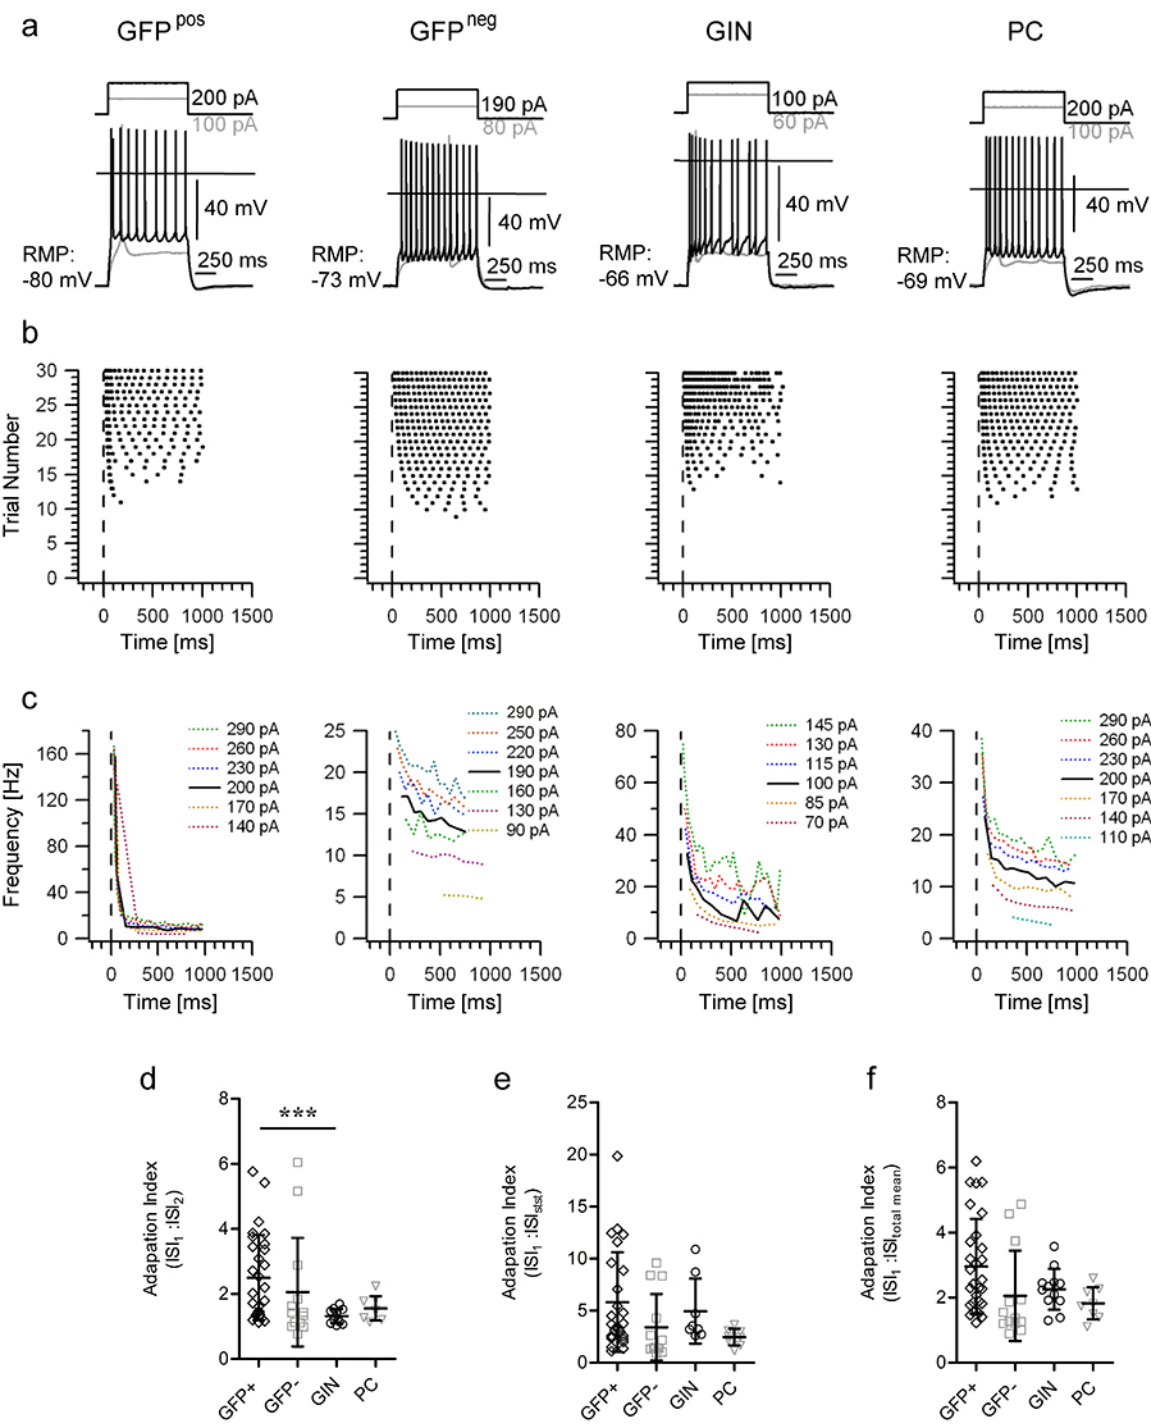 a
GFP pos
GFP neg
GIN
PC
200 pA
100 pA
40 mV
250 ms
RMP:
-80 mV
190 pA
80 pA
40 mV
250 ms
RMP:
-73 mV
100 pA
60 pA
40 mV
250 ms
RMP:
-66 mV
200 pA
100 pA
40 mV
250 ms
RMP:
-69 mV
b
Trial Number
30
25
20
15
10
5
0
0 500 1000 1500
Time [ms]
0 500 1000 1500
Time [ms]
0 500 1000 1500
Time [ms]
0 500 1000 1500
Time [ms]
c
Frequency [Hz]
160
120
80
40
0
290 pA
260 pA
230 pA
200 pA
170 pA
140 pA
0 500 1000 1500
Time [ms]
25
20
15
10
5
0
290 pA
250 pA
220 pA
190 pA
160 pA
130 pA
90 pA
0 500 1000 1500
Time [ms]
80
60
40
20
0
145 pA
130 pA
115 pA
100 pA
85 pA
70 pA
0 500 1000 1500
Time [ms]
40
30
20
10
0
290 pA
260 pA
230 pA
200 pA
170 pA
140 pA
110 pA
0 500 1000 1500
Time [ms]
d
Adapation Index
(ISI1 :ISI2)
8
6
4
2
0
***
GFP+
GFP-
GIN
PC
e
Adapation Index
(ISI1 :ISIstst)
25
20
15
10
5
0
GFP+
GFP-
GIN
PC
f
Adapation Index
(ISI1 :ISItotal mean)
8
6
4
2
0
GFP+
GFP-
GIN
PC